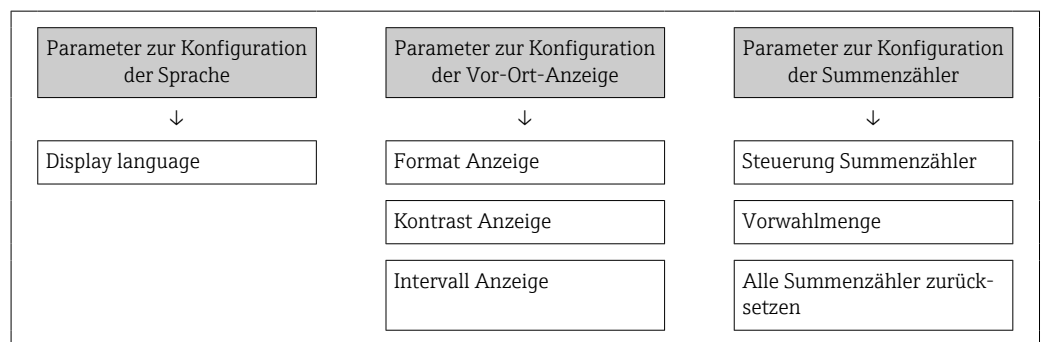 Parameter zur Konfiguration
der Sprache
↓
Display language
Parameter zur Konfiguration
der Vor-Ort-Anzeige
↓
Format Anzeige
Kontrast Anzeige
Intervall Anzeige
Parameter zur Konfiguration
der Summenzähler
↓
Steuerung Summenzähler
Vorwahlmenge
Alle Summenzähler zurück-
setzen